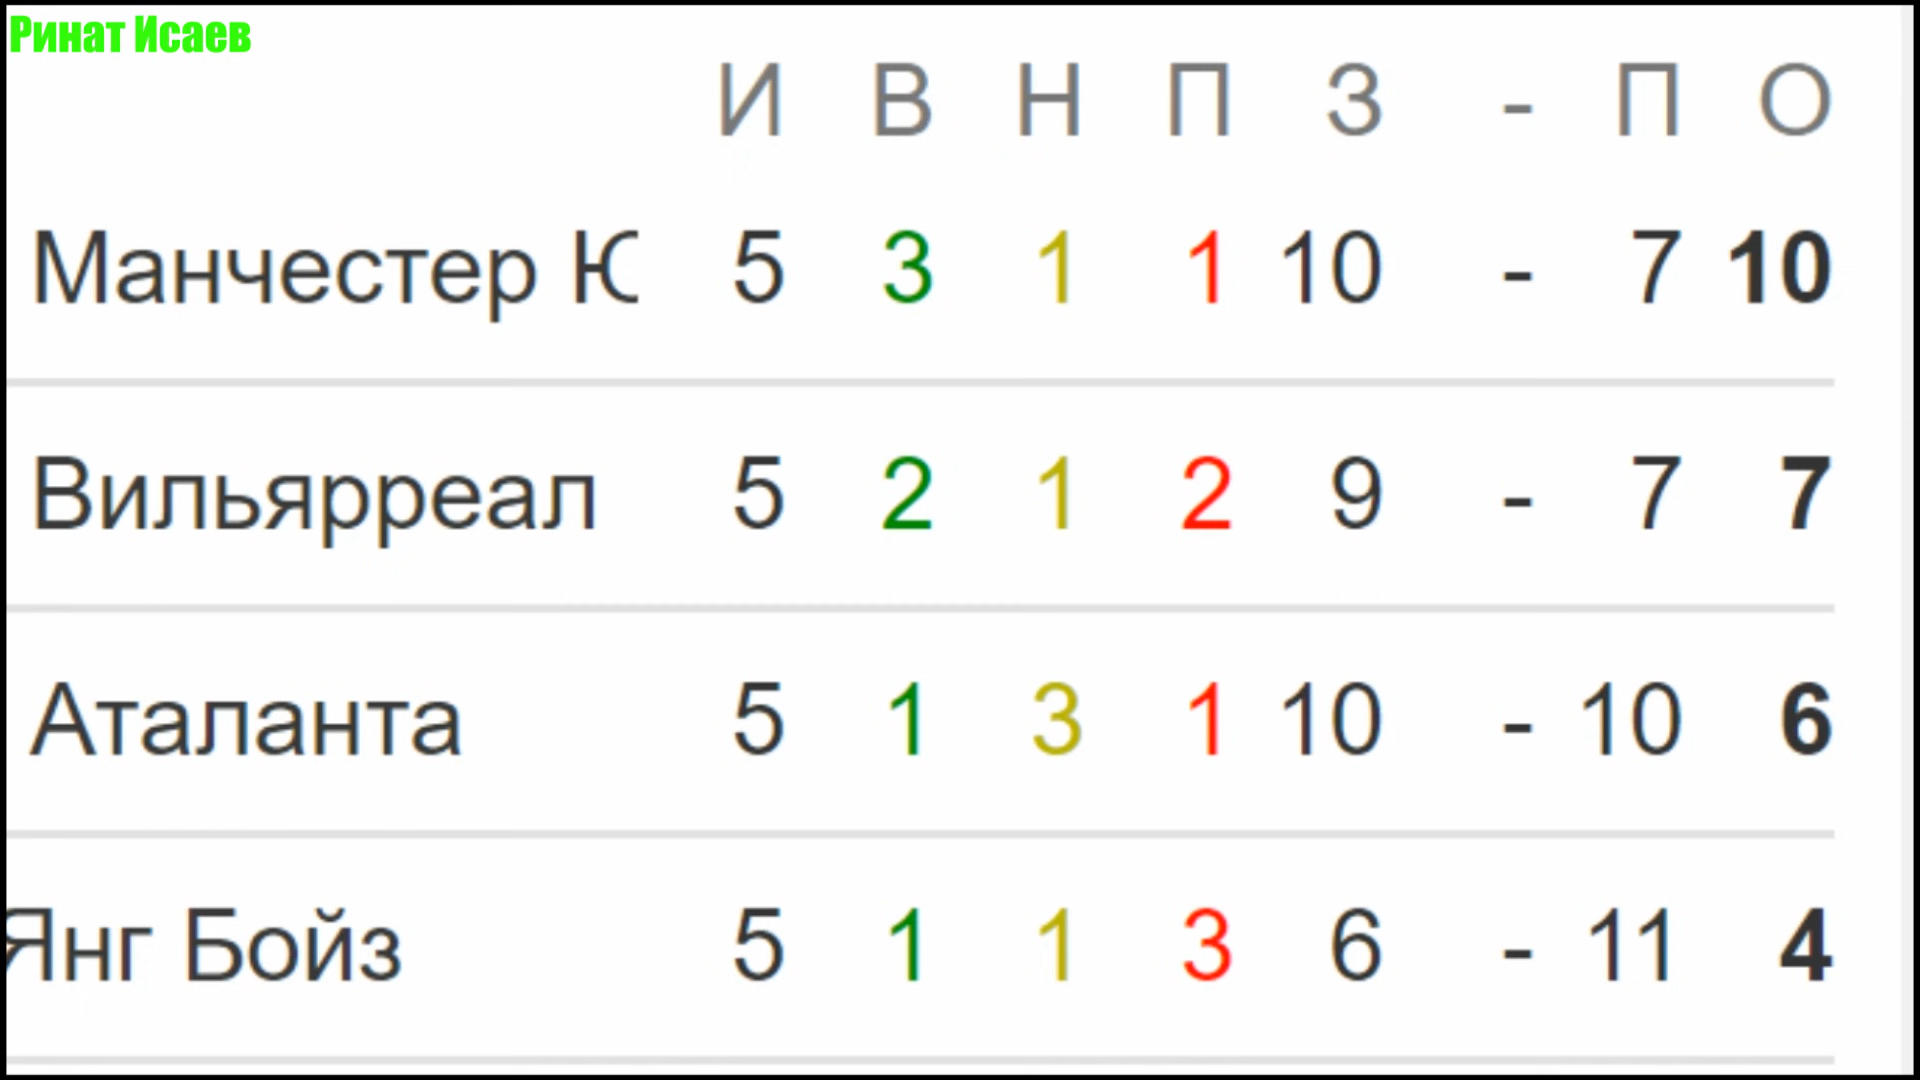 Ринат Исаев
И В Н П З - П О
Манчестер Ю 5 3 1 1 10 - 7 10
Вильярреал 5 2 1 2 9 - 7 7
Аталанта 5 1 3 1 10 - 10 6
Янг Бойз 5 1 1 3 6 - 11 4